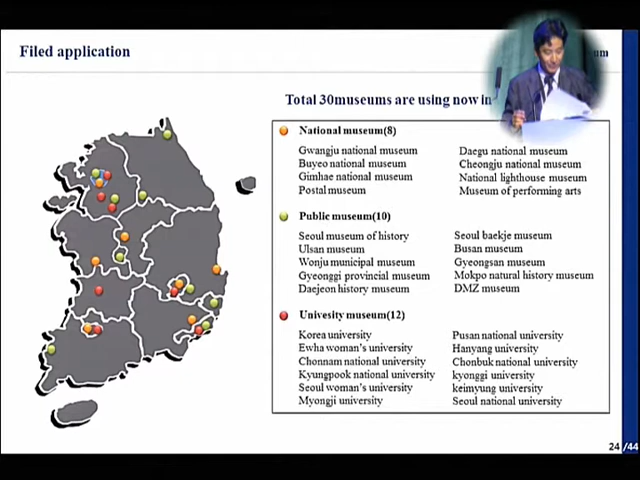 Filed application
um
Total 30museums are using now in
National museum(8)
Gwangju national museum
Daegu national museum
Buyeo national museum
Cheongju national museum
Gimhae national museum
National lighthouse museum
Postal museum
Museum of performing arts
Public museum(10)
Seoul museum of history
Seoul baekje museum
Ulsan museum
Busan museum
Wonju municipal museum
Gyeongsan museum
Gyeonggi provincial museum
Mokpo natural history museum
Daejeon history museum
DMZ museum
Univesity museum(12)
Korea university
Pusan national university
Ewha woman's university
Hanyang university
Chonnam national university
Chonbuk national university
Kyungpook national university
kyonggi university
Seoul woman's university
keimyung university
Myongji university
Seoul national university
24 /44